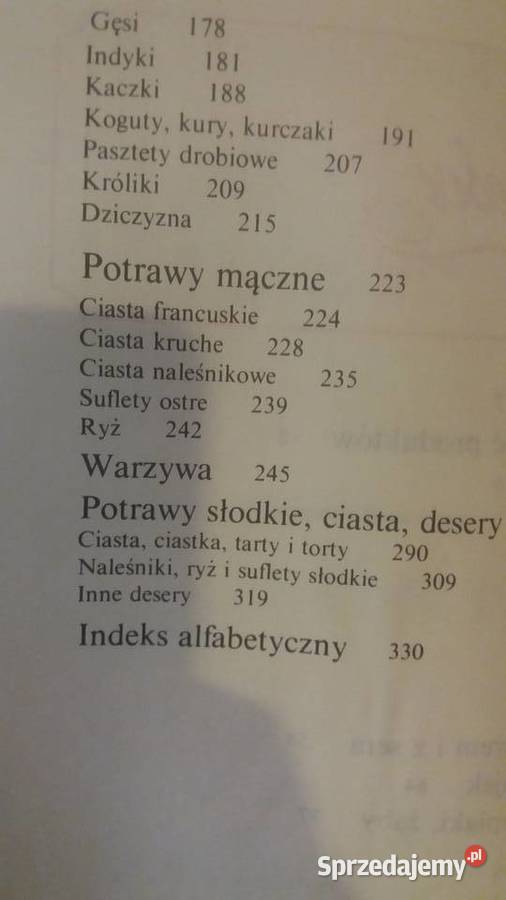 Gęsi 178
Indyki 181
Kaczki 188
Koguty, kury, kurczaki 191
Pasztety drobiowe 207
Króliki 209
Dziczyzna 215
Potrawy mączne 223
Ciasta francuskie 224
Ciasta kruche 228
Ciasta naleśnikowe 235
Suflety ostre 239
Ryż 242
Warzywa 245
Potrawy słodkie, ciasta, desery
Ciasta, ciastka, tarty i torty 290
Naleśniki, ryż i suflety słodkie 309
Inne desery 319
Indeks alfabetyczny 330
Sprzedajemy.pl